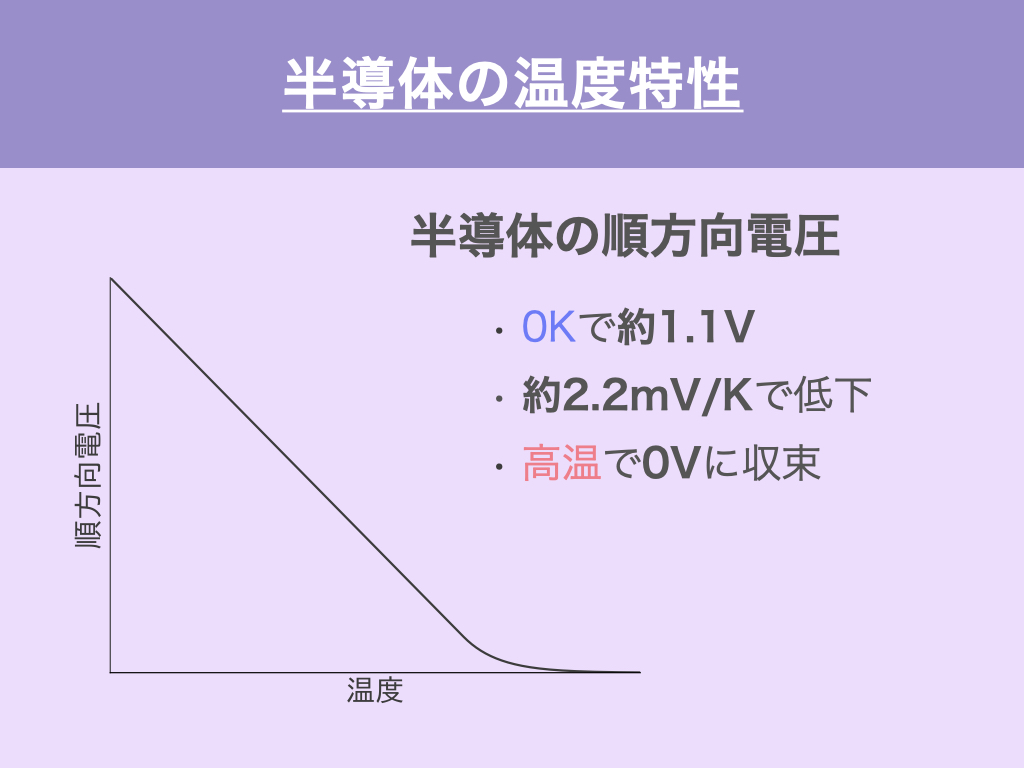 半導体の温度特性
半導体の順方向電圧
・0Kで約1.1V
・約2.2mV/Kで低下
・高温で0Vに収束
順方向電圧
温度